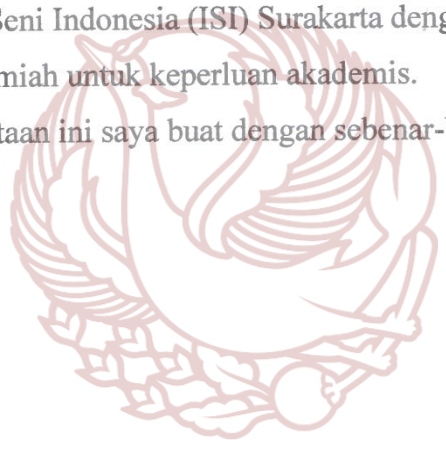 Seni Indonesia (ISI) Surakarta deng
miah untuk keperluan akademis.
taan ini saya buat dengan sebenar-